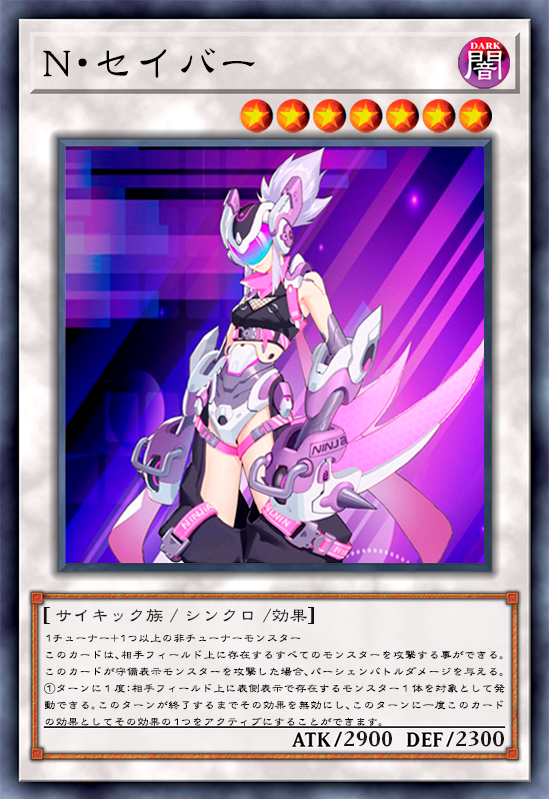 N・セイバー
DARK
闇
NINJA
NINJA
NINJA
[ サイキック族 / シンクロ /効果]
1チューナー+1つ以上の非チューナーモンスター
このカードは、相手フィールド上に存在するすべてのモンスターを攻撃する事ができる。
このカードが守備表示モンスターを攻撃した場合、パーシェンバトルダメージを与える。
①ターンに1度:相手フィールド上に表側表示で存在するモンスター1体を対象として発
動できる。このターンが終了するまでその効果を無効にし、このターンに一度このカード
の効果としてその効果の1つをアクティブにすることができます。
ATK/2900 DEF/2300